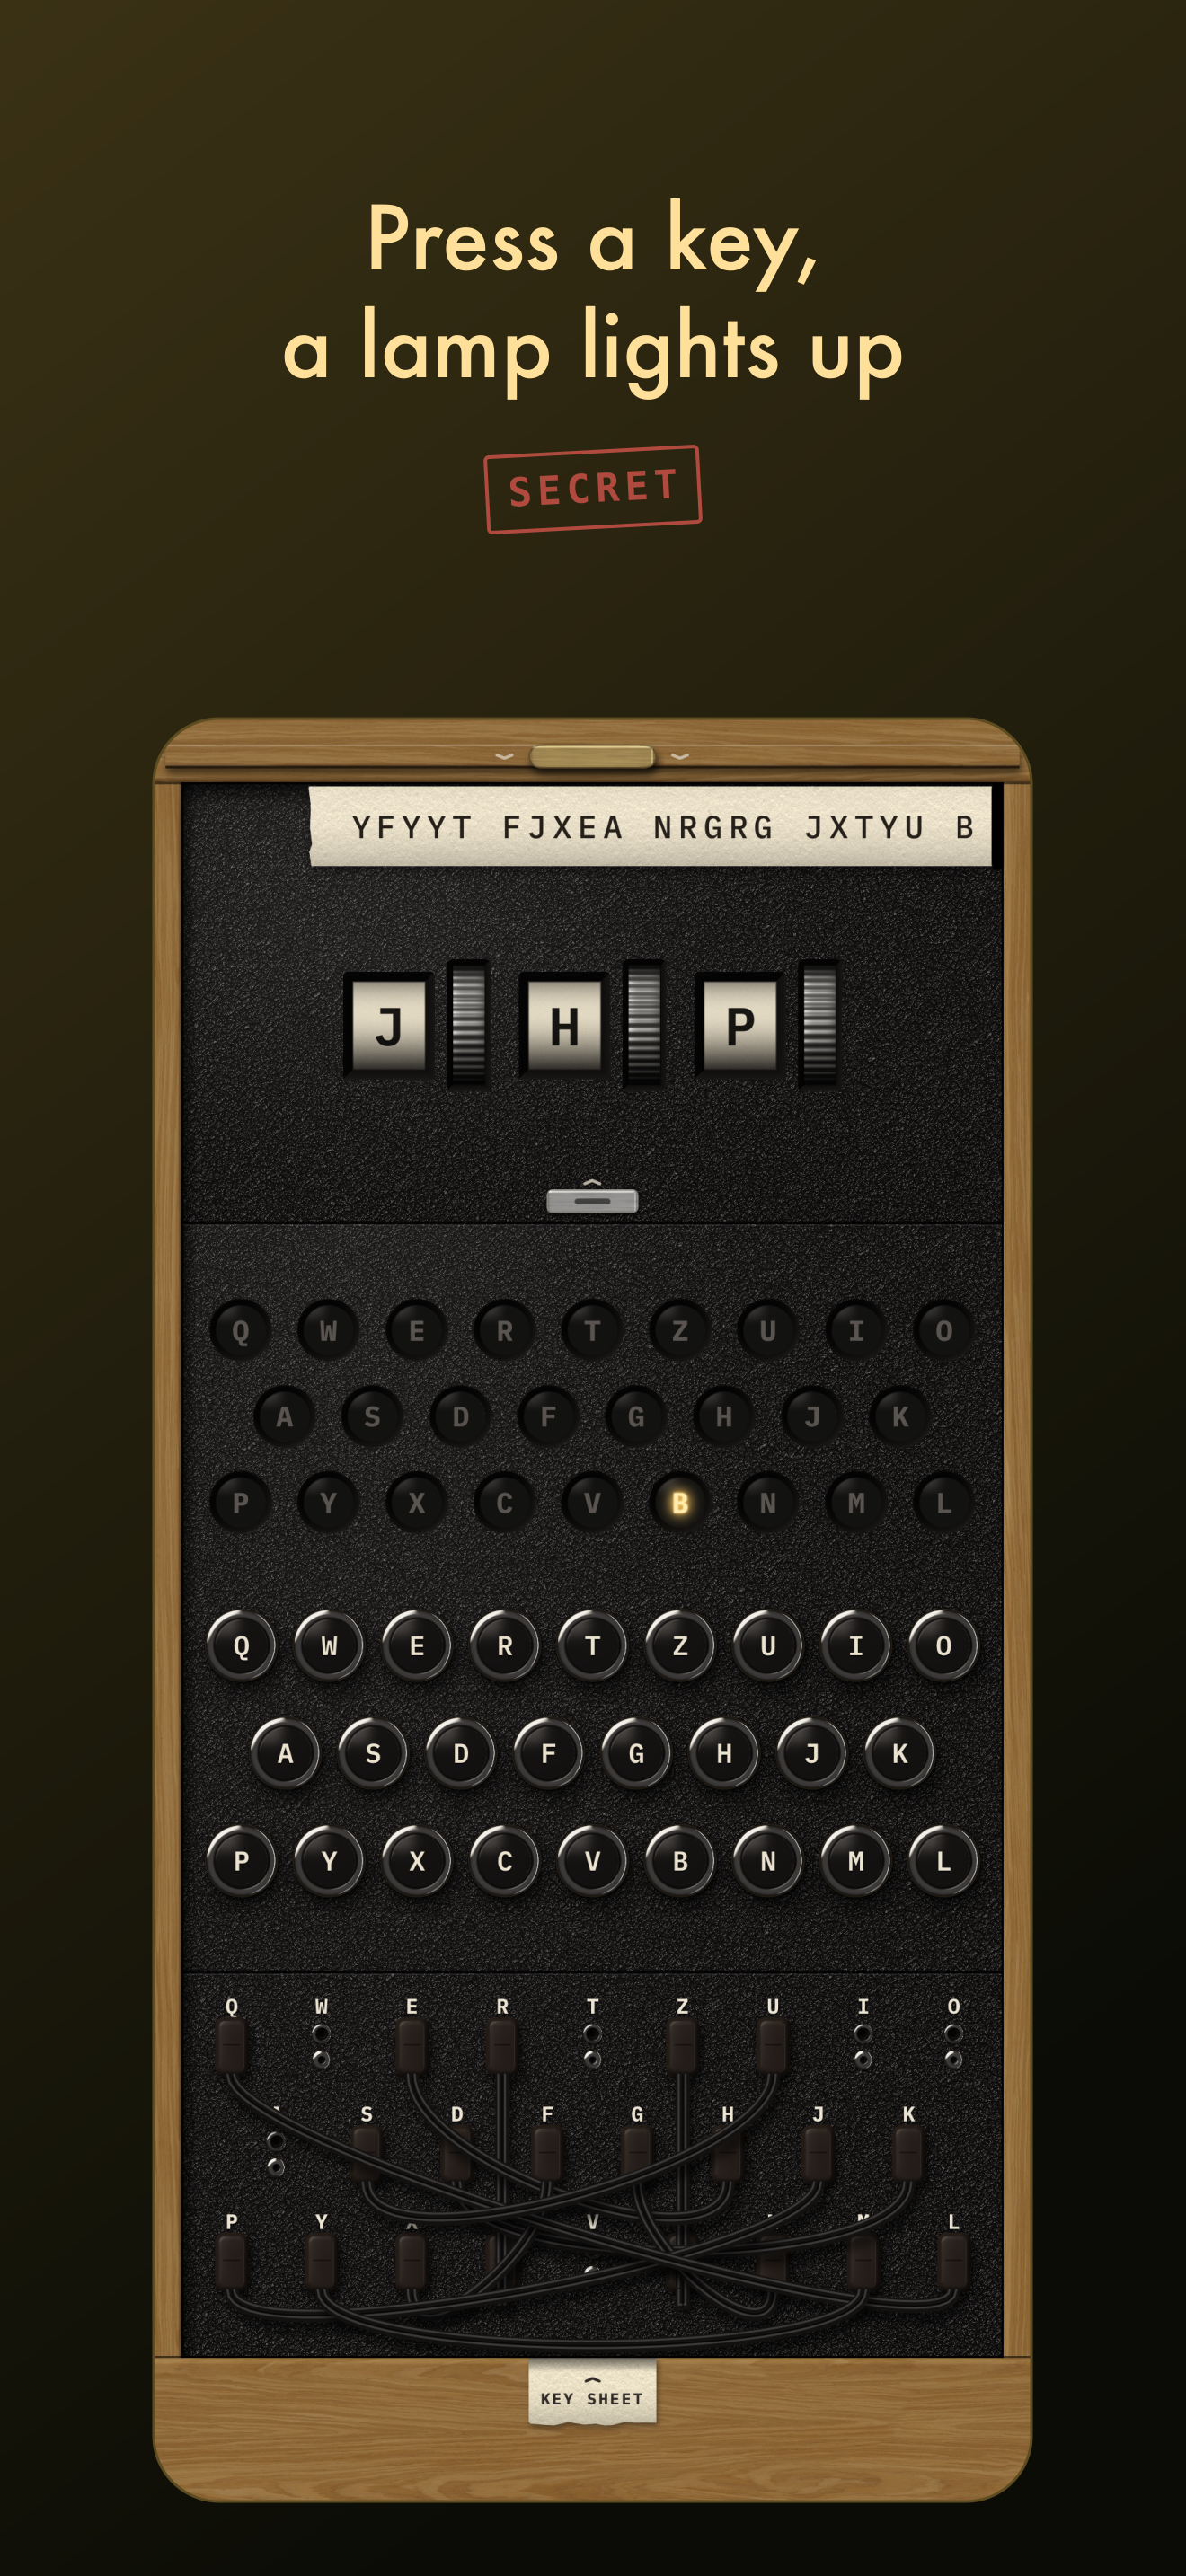 Press a key,
a lamp lights up
SECRET
YFYYT FJXEA NRGRG JXTYU B
J H P
Q W E R T Z U I O
A S D F G H J K
P Y X C V B N M L
Q W E R T Z U I O
A S D F G H J K
P Y X C V B N M L
Q W E R T Z U I O
S D F G H J K
P Y V L
KEY SHEET